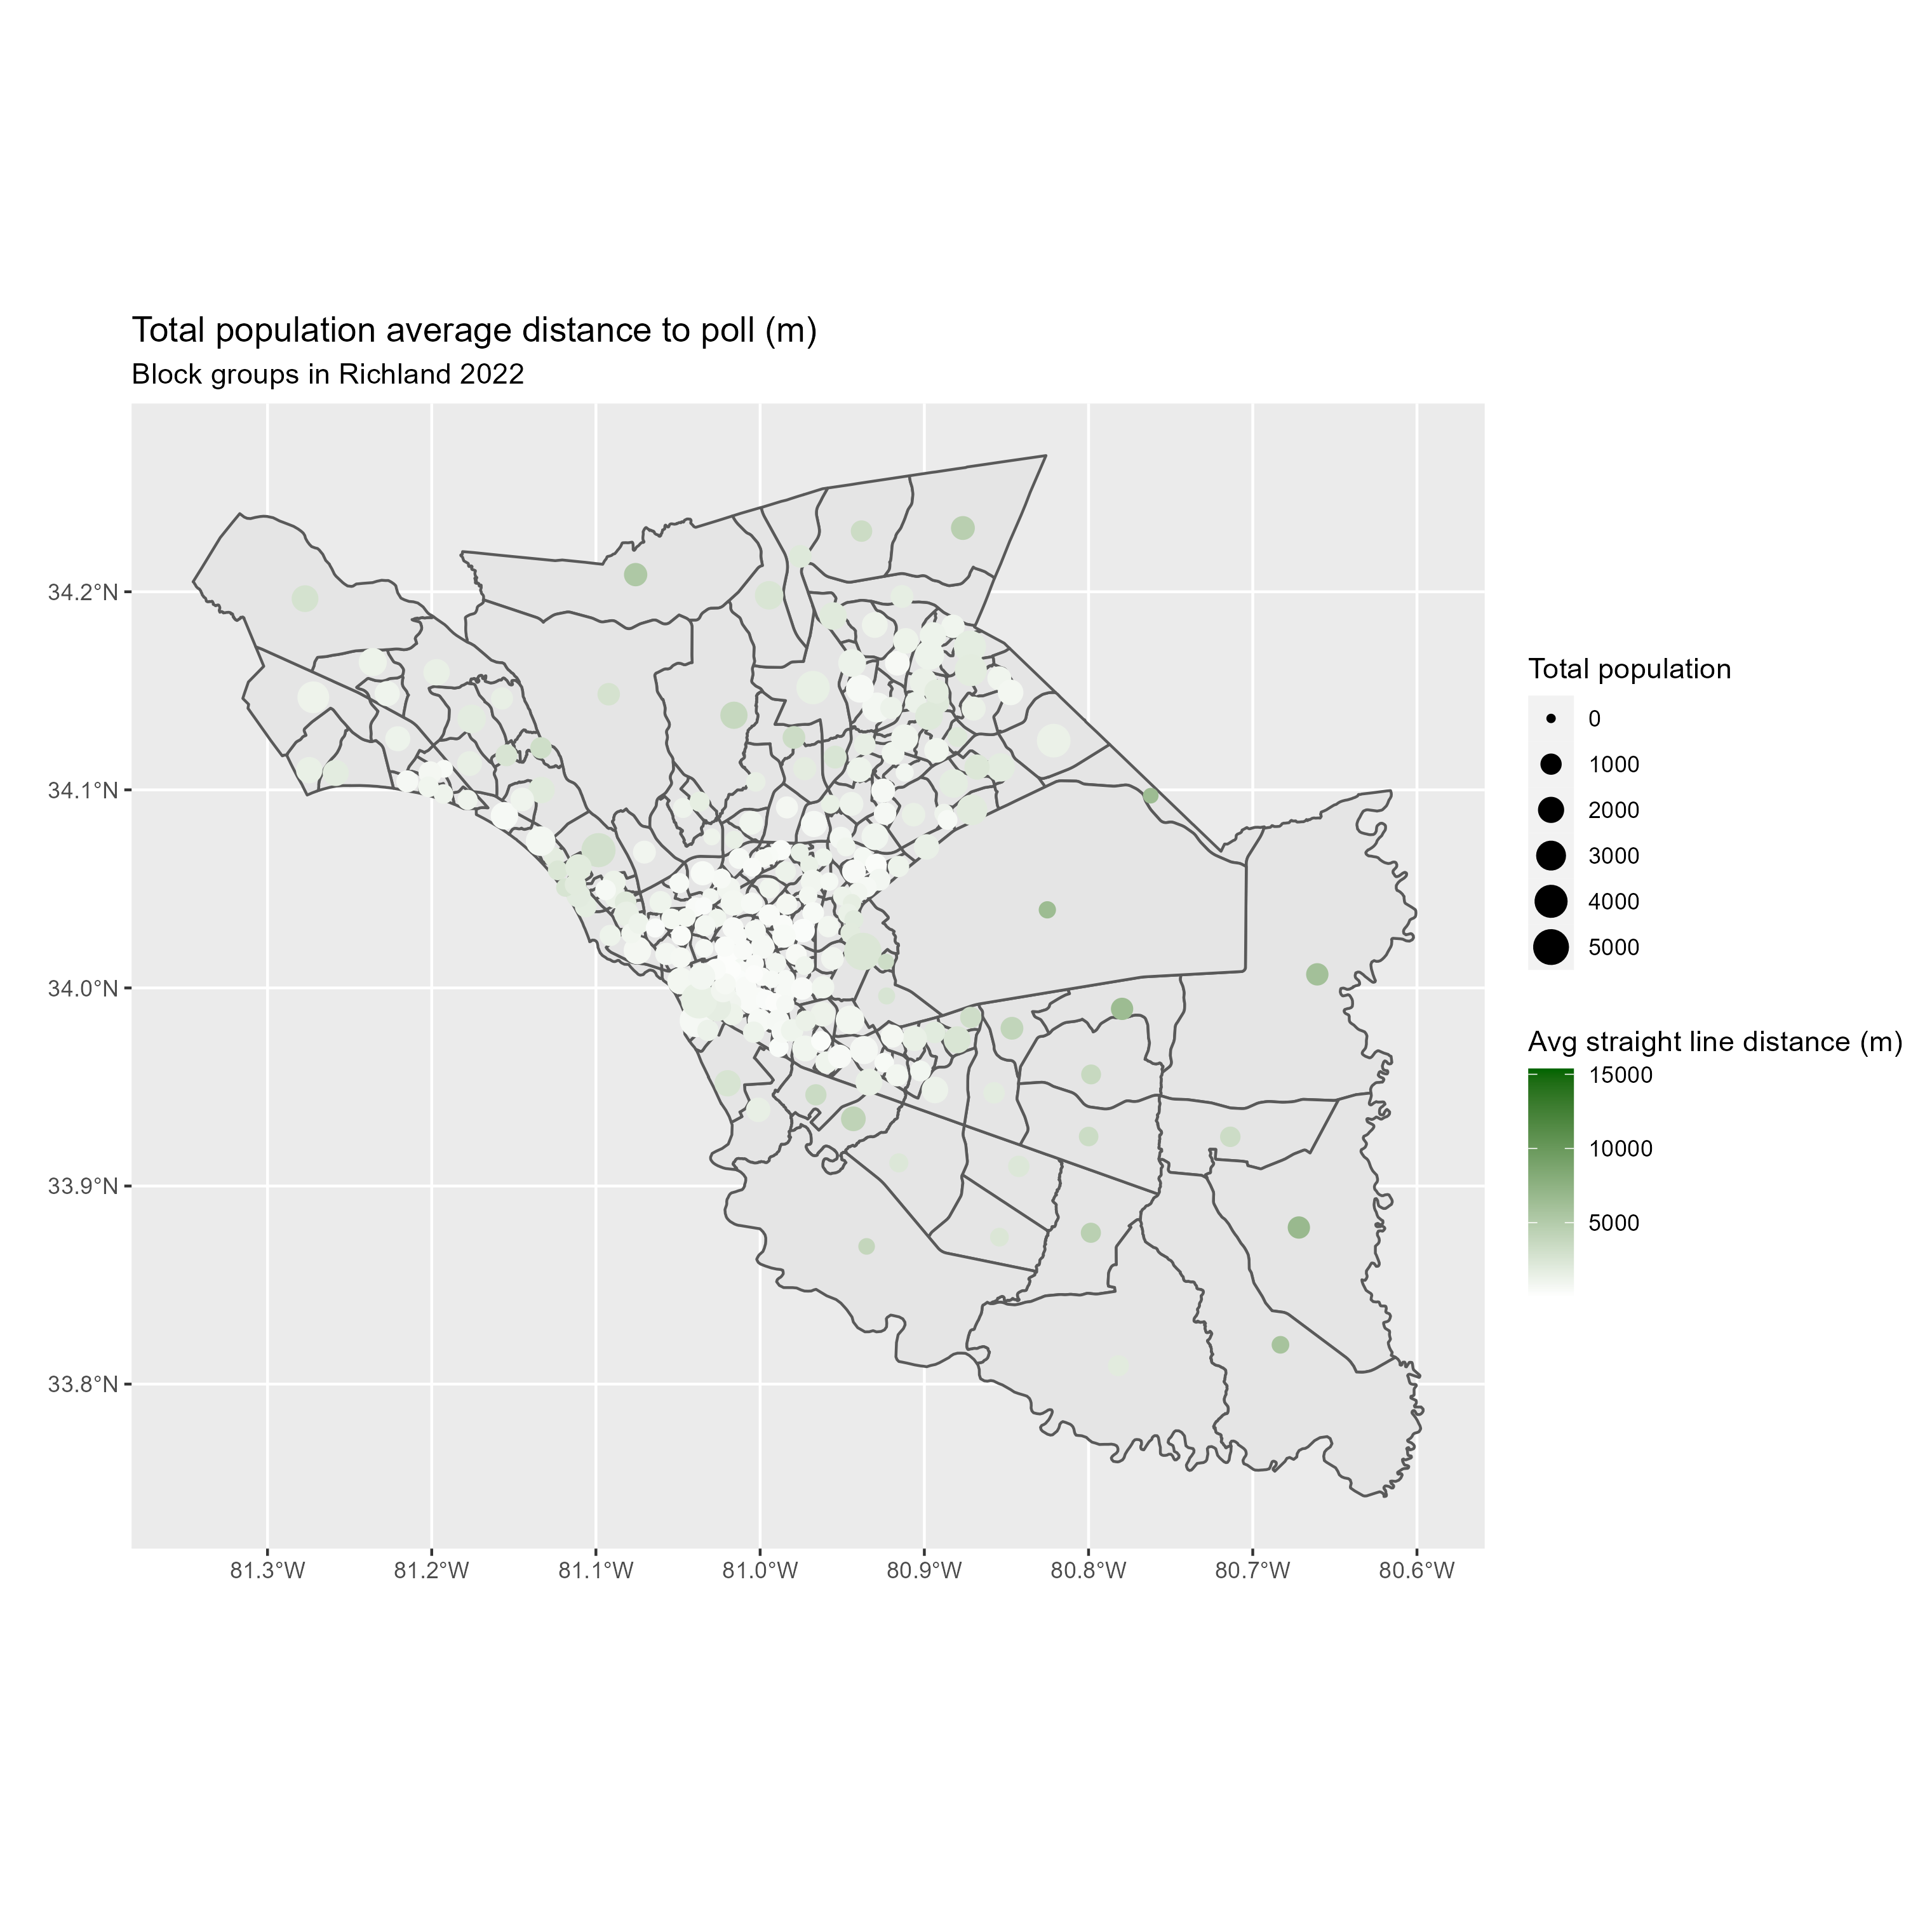 Total population average distance to poll (m)
Block groups in Richland 2022
34.2°N
34.1°N
34.0°N
33.9°N
33.8°N
81.3°W
81.2°W
81.1°W
81.0°W
80.9°W
80.8°W
80.7°W
80.6°W
Total population
0
1000
2000
3000
4000
5000
Avg straight line distance (m)
15000
10000
5000